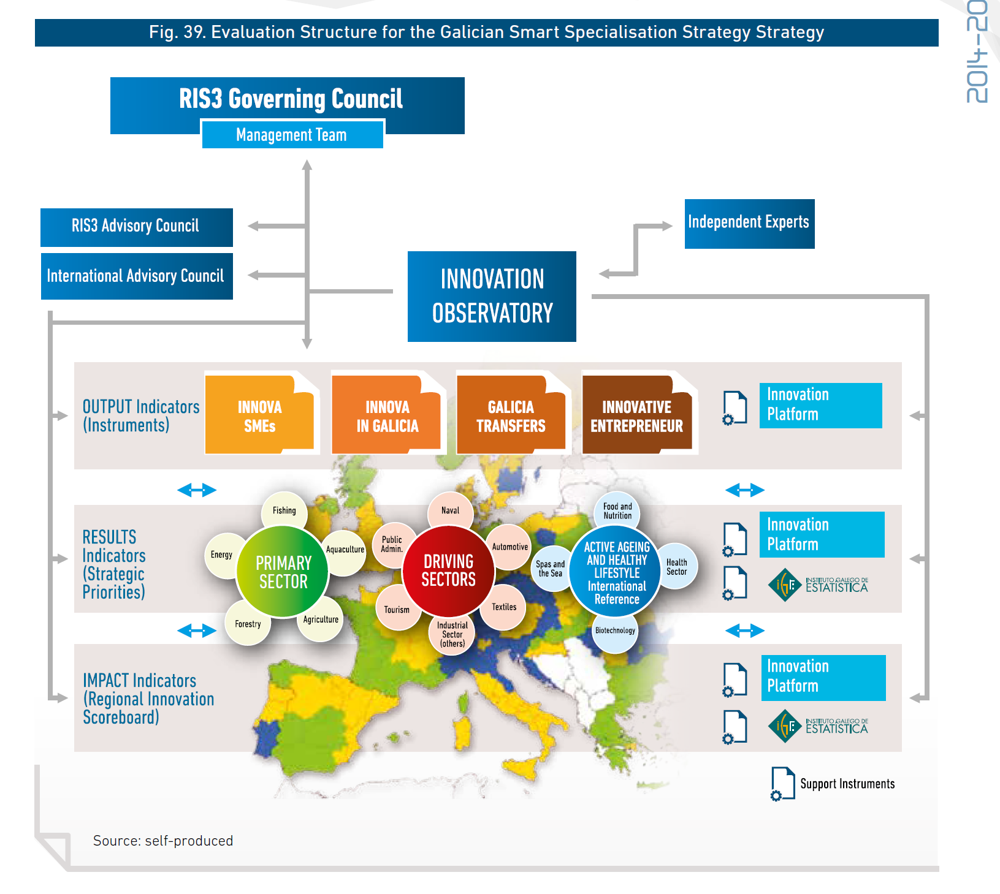 Fig. 39. Evaluation Structure for the Galician Smart Specialisation Strategy Strategy
2014-20
RIS3 Governing Council
Management Team
RIS3 Advisory Council
International Advisory Council
Independent Experts
INNOVATION
OBSERVATORY
OUTPUT Indicators
(Instruments)
INNOVA
SMEs
INNOVA
IN GALICIA
GALICIA
TRANSFERS
INNOVATIVE
ENTREPRENEUR
Innovation
Platform
RESULTS
Indicators
(Strategic
Priorities)
Fishing
Energy
Aquaculture
PRIMARY
SECTOR
Forestry
Agriculture
Naval
Public
Admin.
Automotive
DRIVING
SECTORS
Tourism
Textiles
Industrial
Sector
(others)
Food and
Nutrition
Spas and
the Sea
ACTIVE AGEING
AND HEALTHY
LIFESTYLE
International
Reference
Health
Sector
Biotechnology
Innovation
Platform
iGE
INSTITUTO GALEGO DE
ESTATÍSTICA
IMPACT Indicators
(Regional Innovation
Scoreboard)
Innovation
Platform
iGE
INSTITUTO GALEGO DE
ESTATÍSTICA
Support Instruments
Source: self-produced